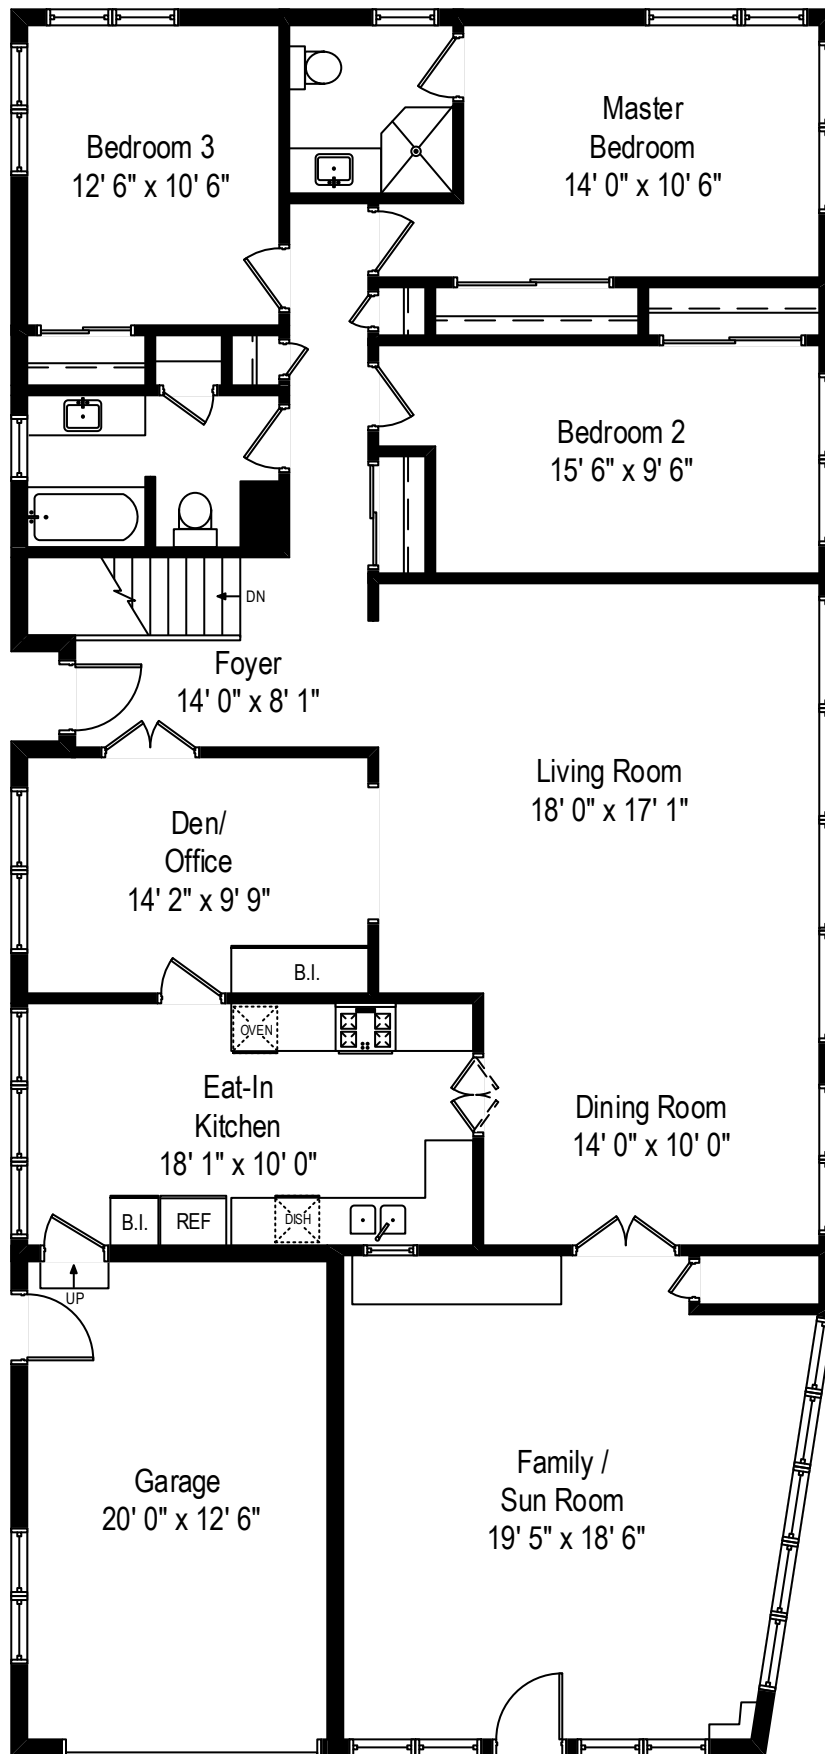 Bedroom 3
12' 6" x 10' 6"
Master
Bedroom
14' 0" x 10' 6"
Bedroom 2
15' 6" x 9' 6"
DN
Foyer
14' 0" x 8' 1"
Living Room
18' 0" x 17' 1"
Den/
Office
14' 2" x 9' 9"
B.I.
OVEN
Eat-In
Kitchen
18' 1" x 10' 0"
Dining Room
14' 0" x 10' 0"
B.I.
REF
DISH
UP
Garage
20' 0" x 12' 6"
Family /
Sun Room
19' 5" x 18' 6"